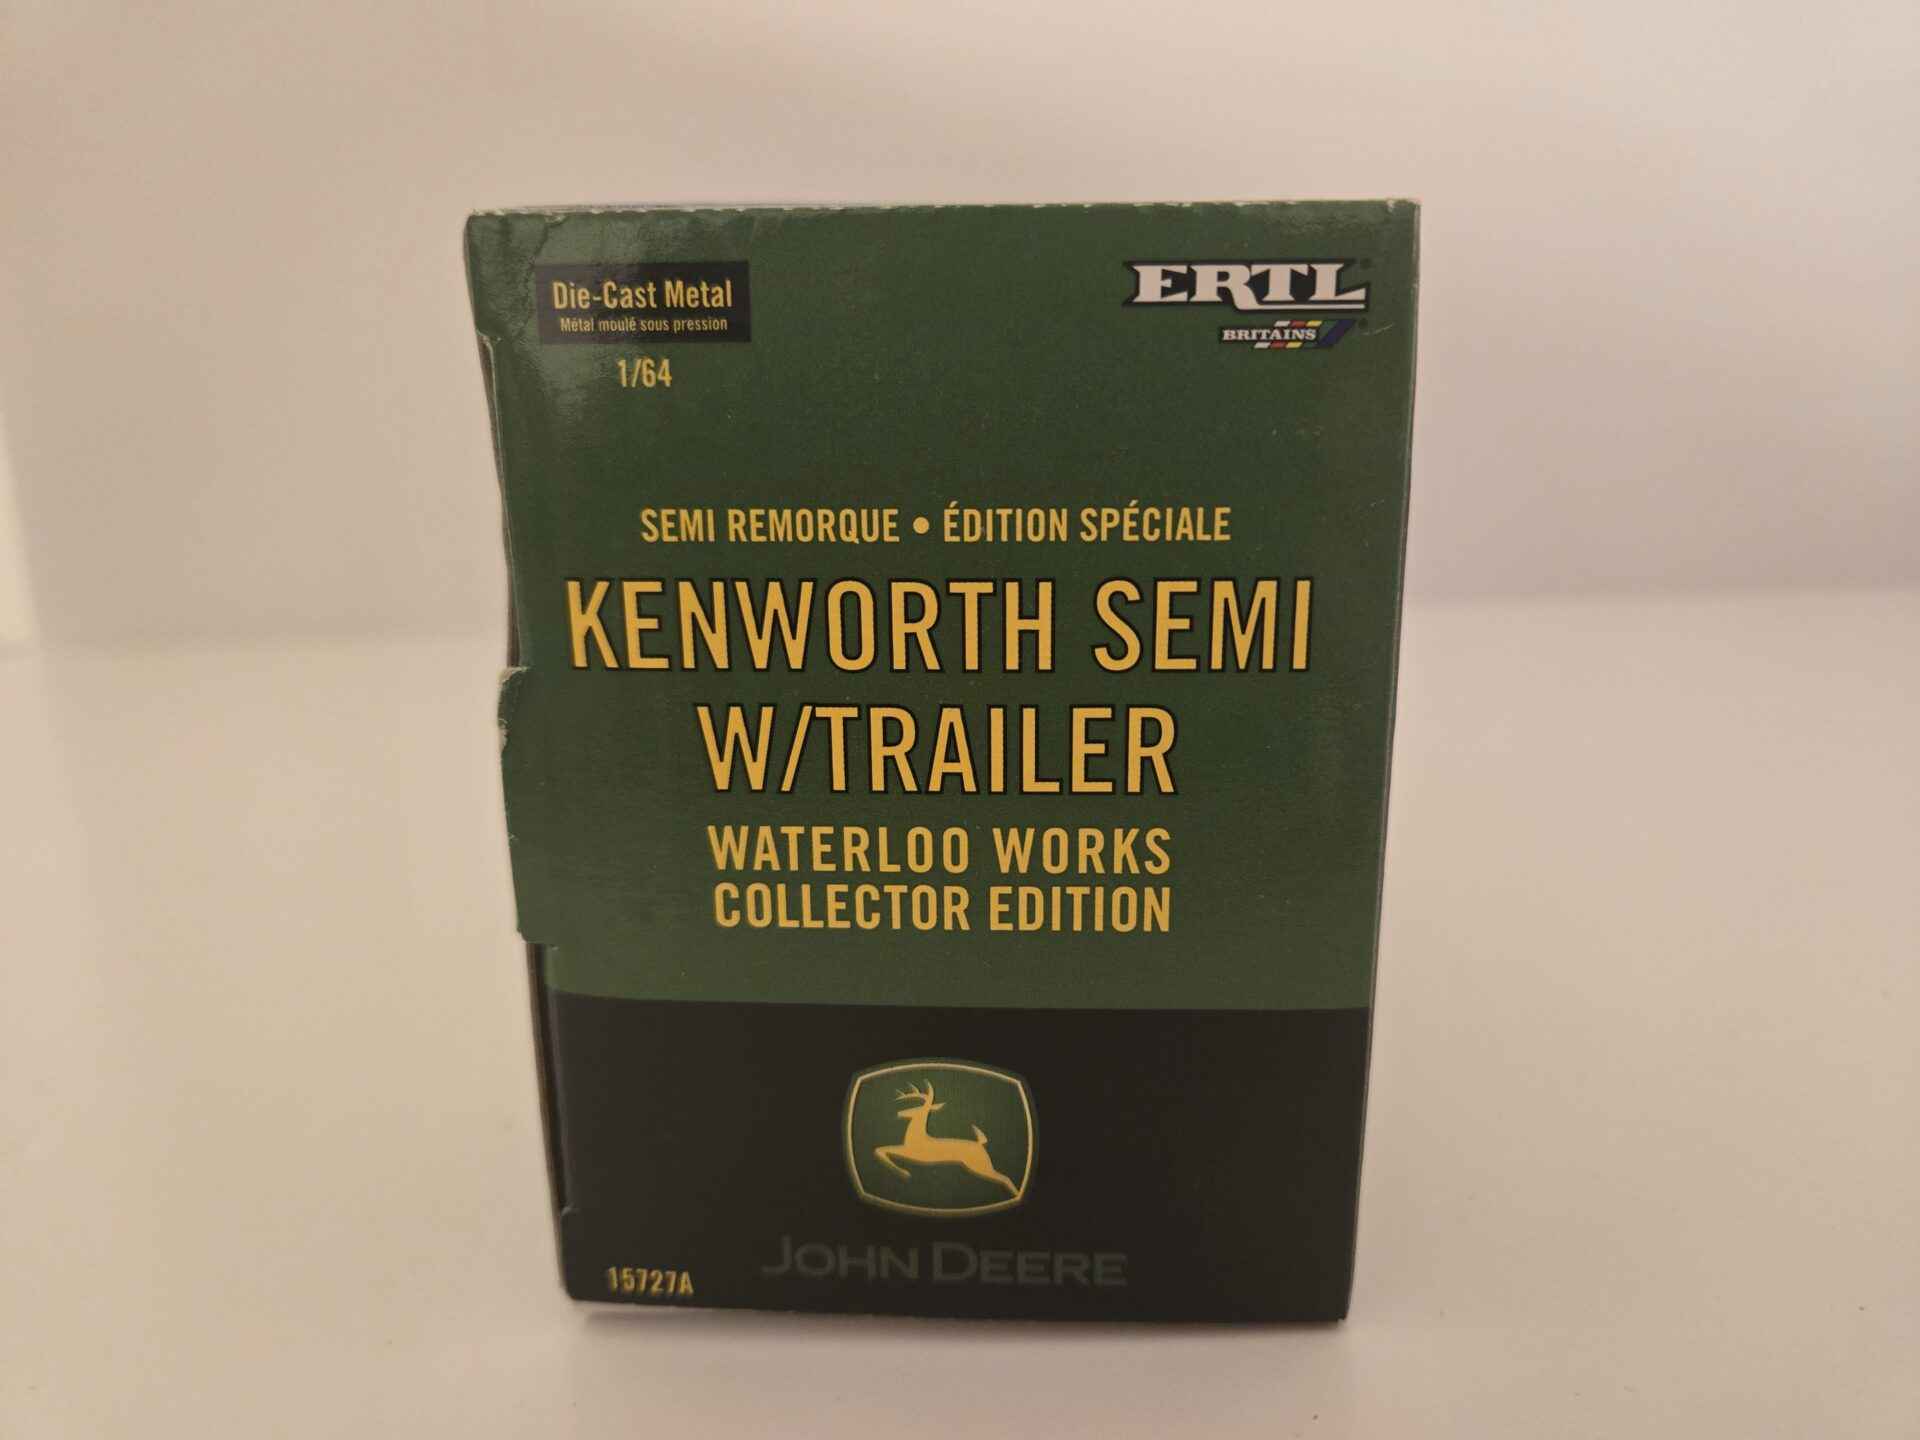 Die-Cast Metal
Métal moulé sous pression
1/64
ERTL
BRITAINS
SEMI REMORQUE • ÉDITION SPÉCIALE
KENWORTH SEMI
W/TRAILER
WATERLOO WORKS
COLLECTOR EDITION
JOHN DEERE
15727A